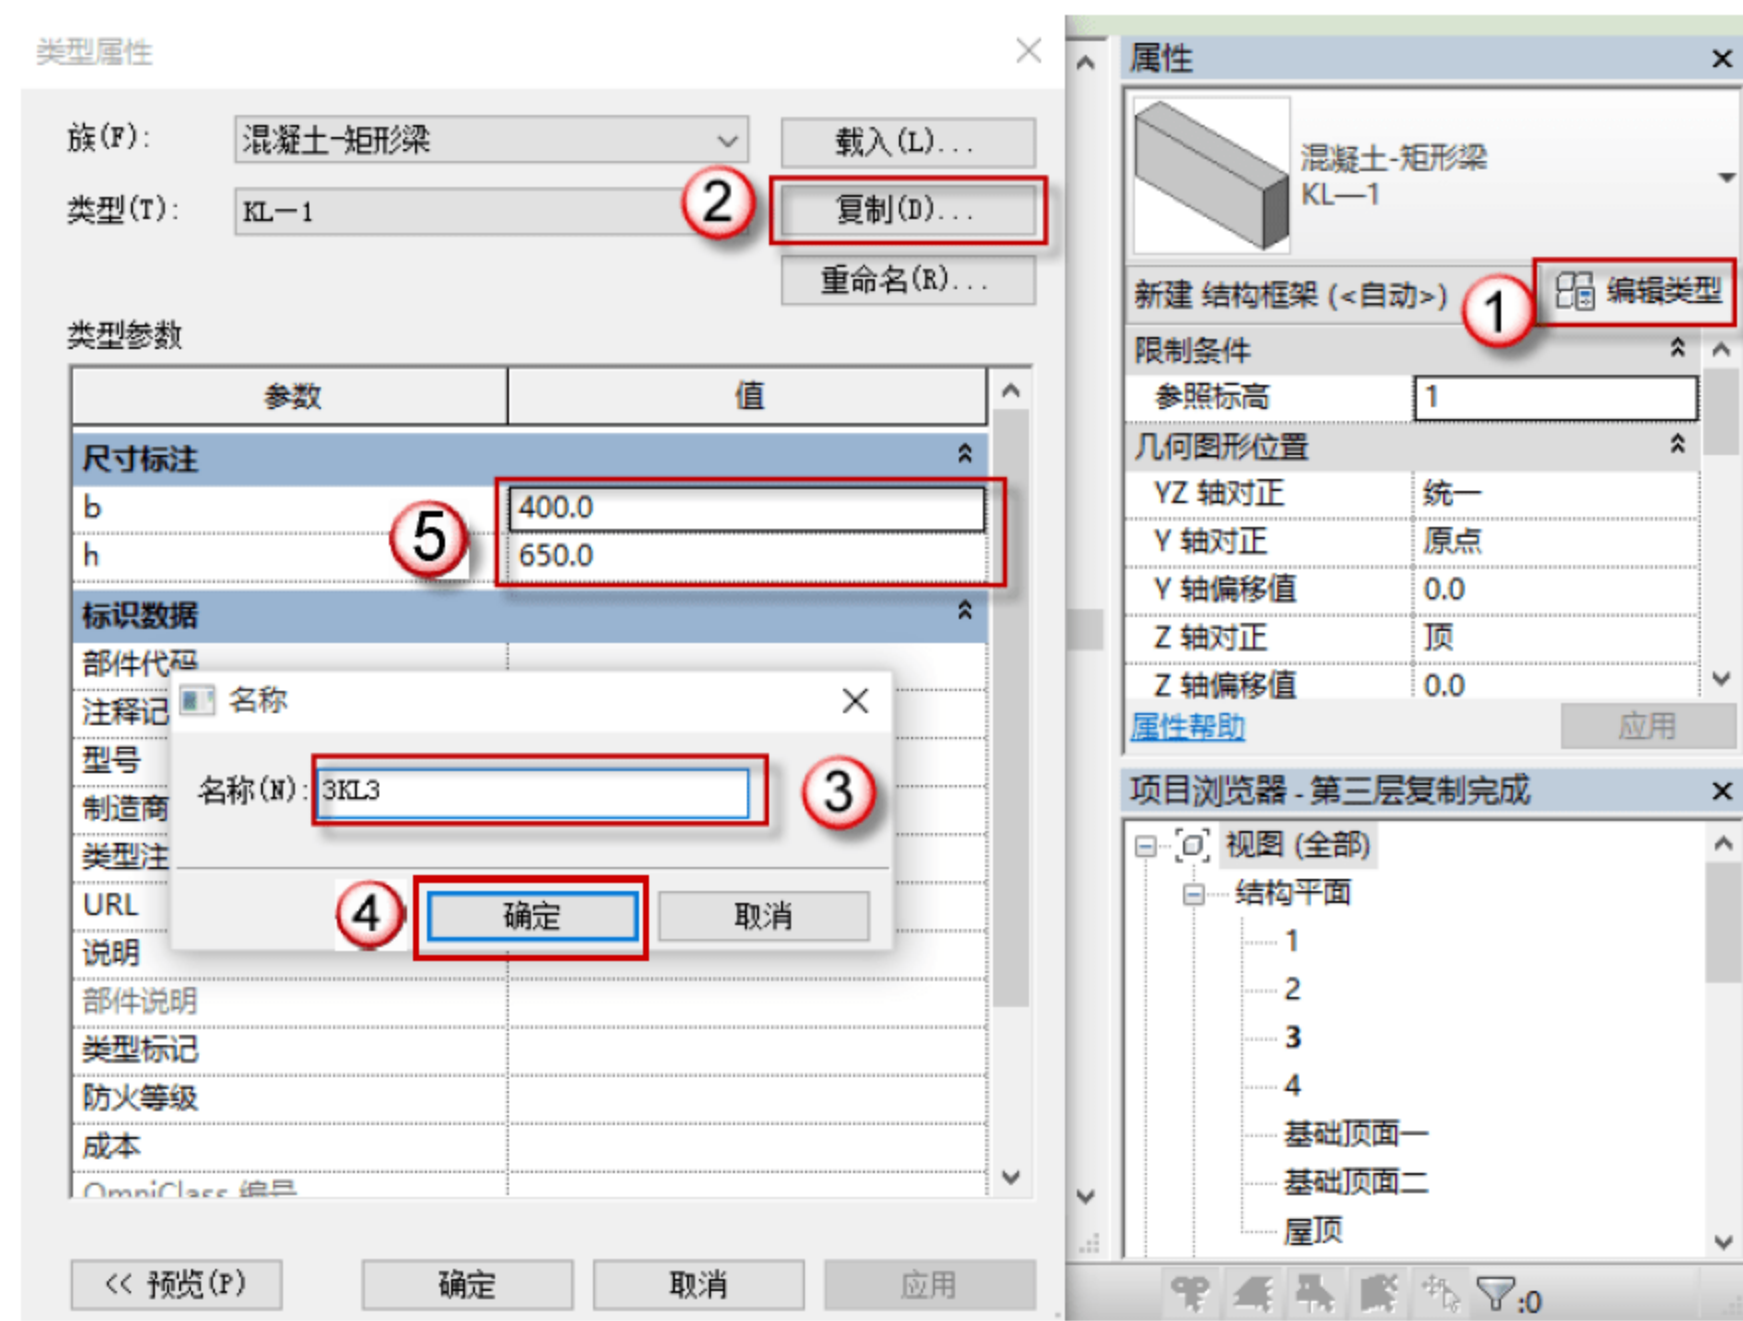 类型属性
族(F):
混凝土-矩形梁
载入(L)...
类型(T):
KL—1
2
复制(D)...
重命名(R)...
类型参数
参数
值
尺寸标注
b
400.0
5
h
650.0
标识数据
部件代码
注释记
型号
制造商
类型注
URL
说明
部件说明
类型标记
防火等级
成本
OmniClass 编号
名称
名称(N):
3KL3
3
4
确定
取消
<< 预览(P)
确定
取消
应用
属性
混凝土-矩形梁
KL—1
新建 结构框架 (<自动>)
1
编辑类型
限制条件
参照标高
1
几何图形位置
YZ 轴对正
统一
Y 轴对正
原点
Y 轴偏移值
0.0
Z 轴对正
顶
Z 轴偏移值
0.0
属性帮助
应用
项目浏览器 - 第三层复制完成
视图 (全部)
结构平面
1
2
3
4
基础顶面一
基础顶面二
屋顶
:0